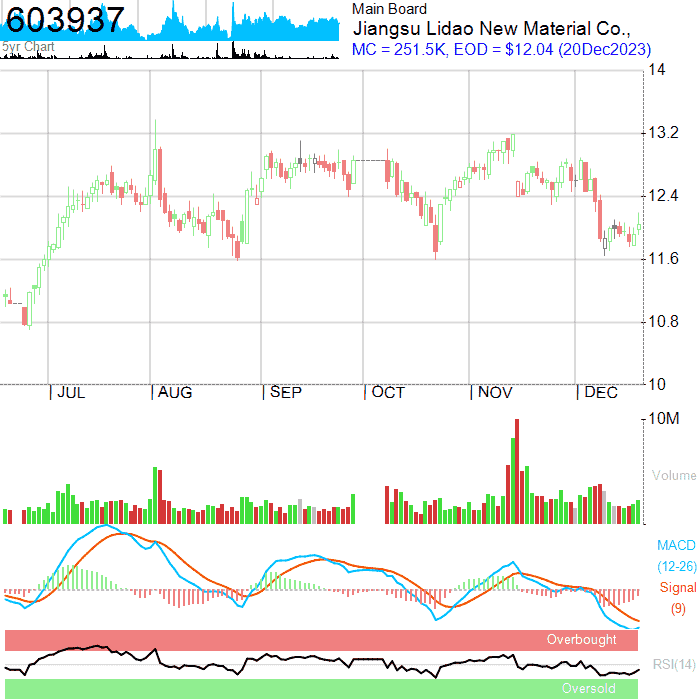 603937
5yr Chart
Main Board
Jiangsu Lidao New Material Co.,
MC = 251.5K, EOD = $12.04 (20Dec2023)
14
13.2
12.4
11.6
10.8
10
JUL
AUG
SEP
OCT
NOV
DEC
10M
Volume
MACD
(12-26)
Signal
(9)
Overbought
RSI(14)
Oversold